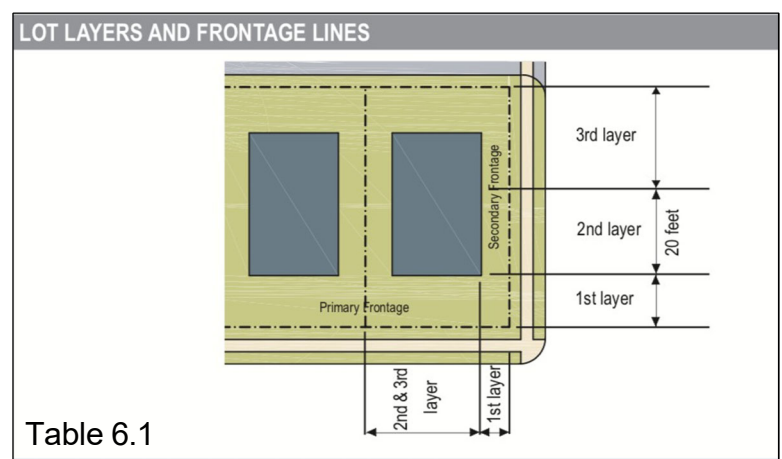 LOT LAYERS AND FRONTAGE LINES
3rd layer
Secondary Frontage
2nd layer
20 feet
1st layer
Primary Frontage
2nd & 3rd
layer
1st layer
Table 6.1